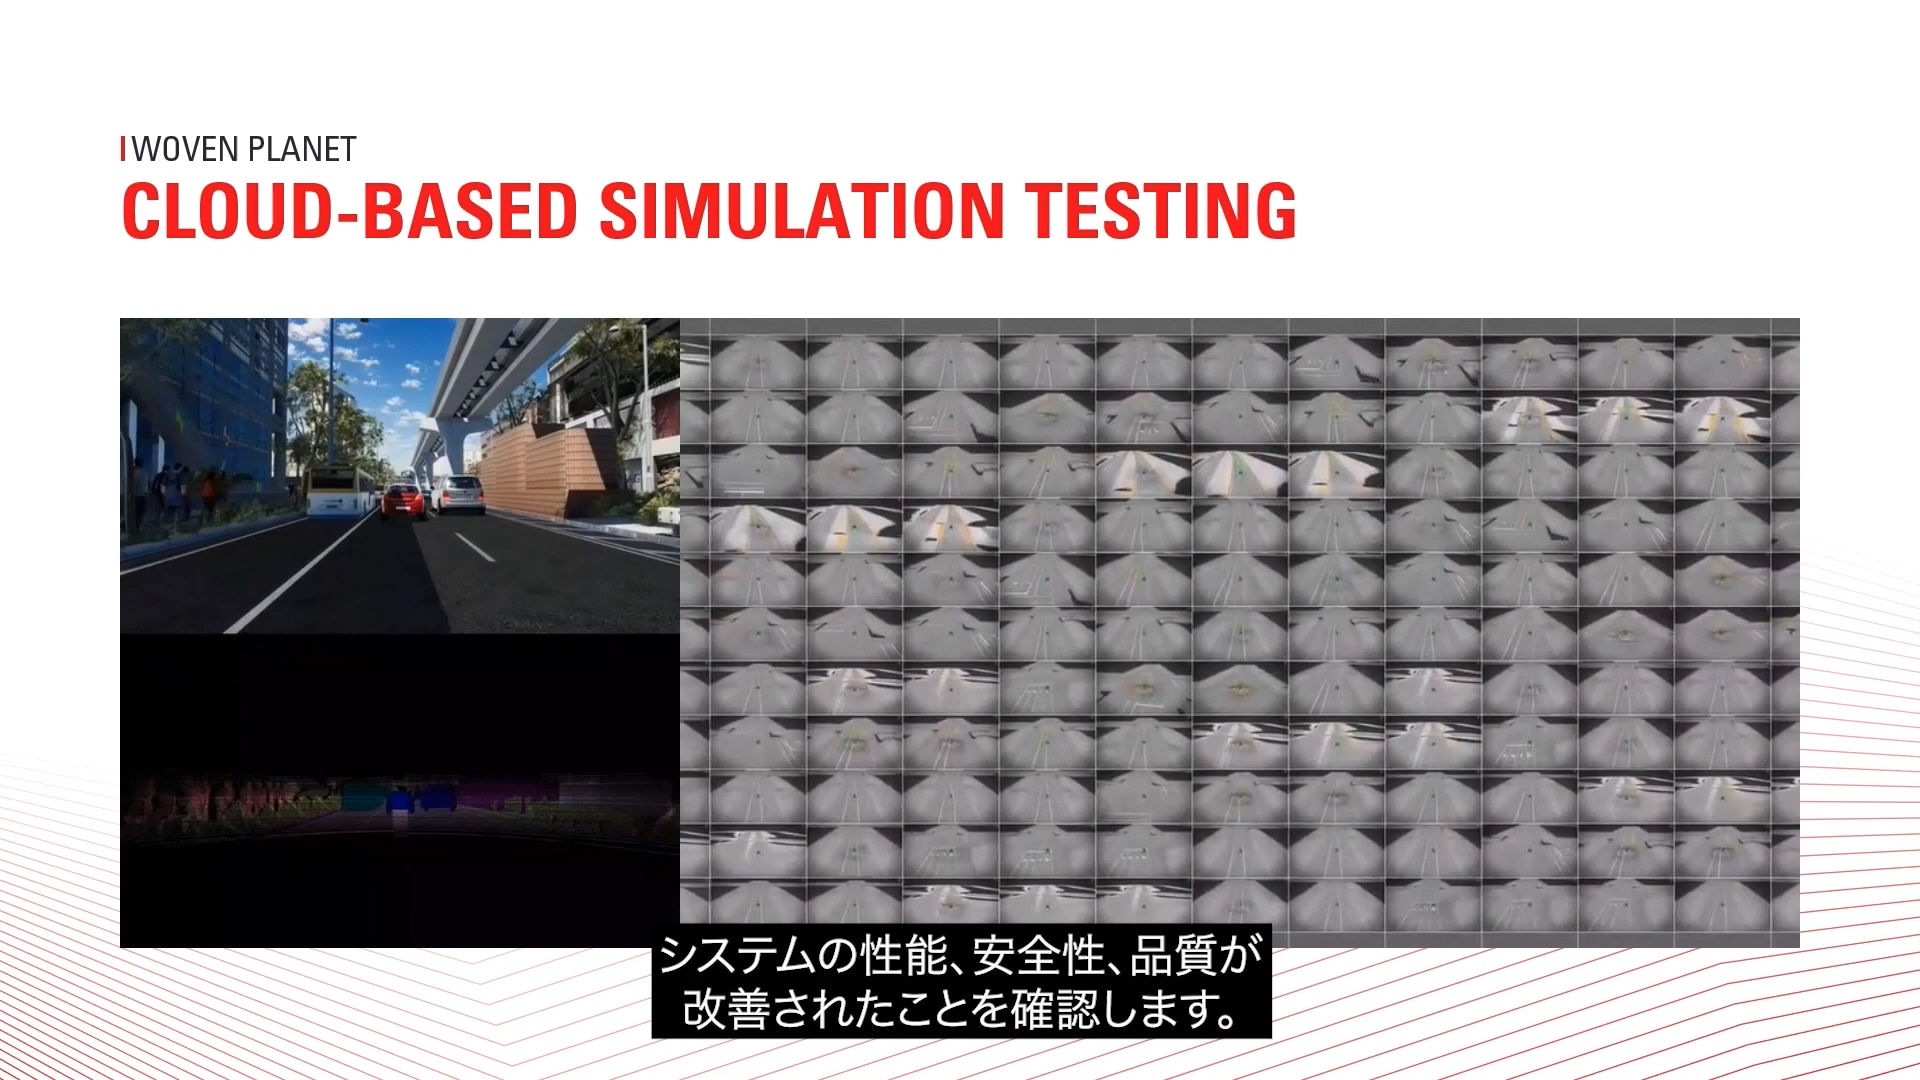 WOVEN PLANET
CLOUD-BASED SIMULATION TESTING
システムの性能、安全性、品質が
改善されたことを確認します。